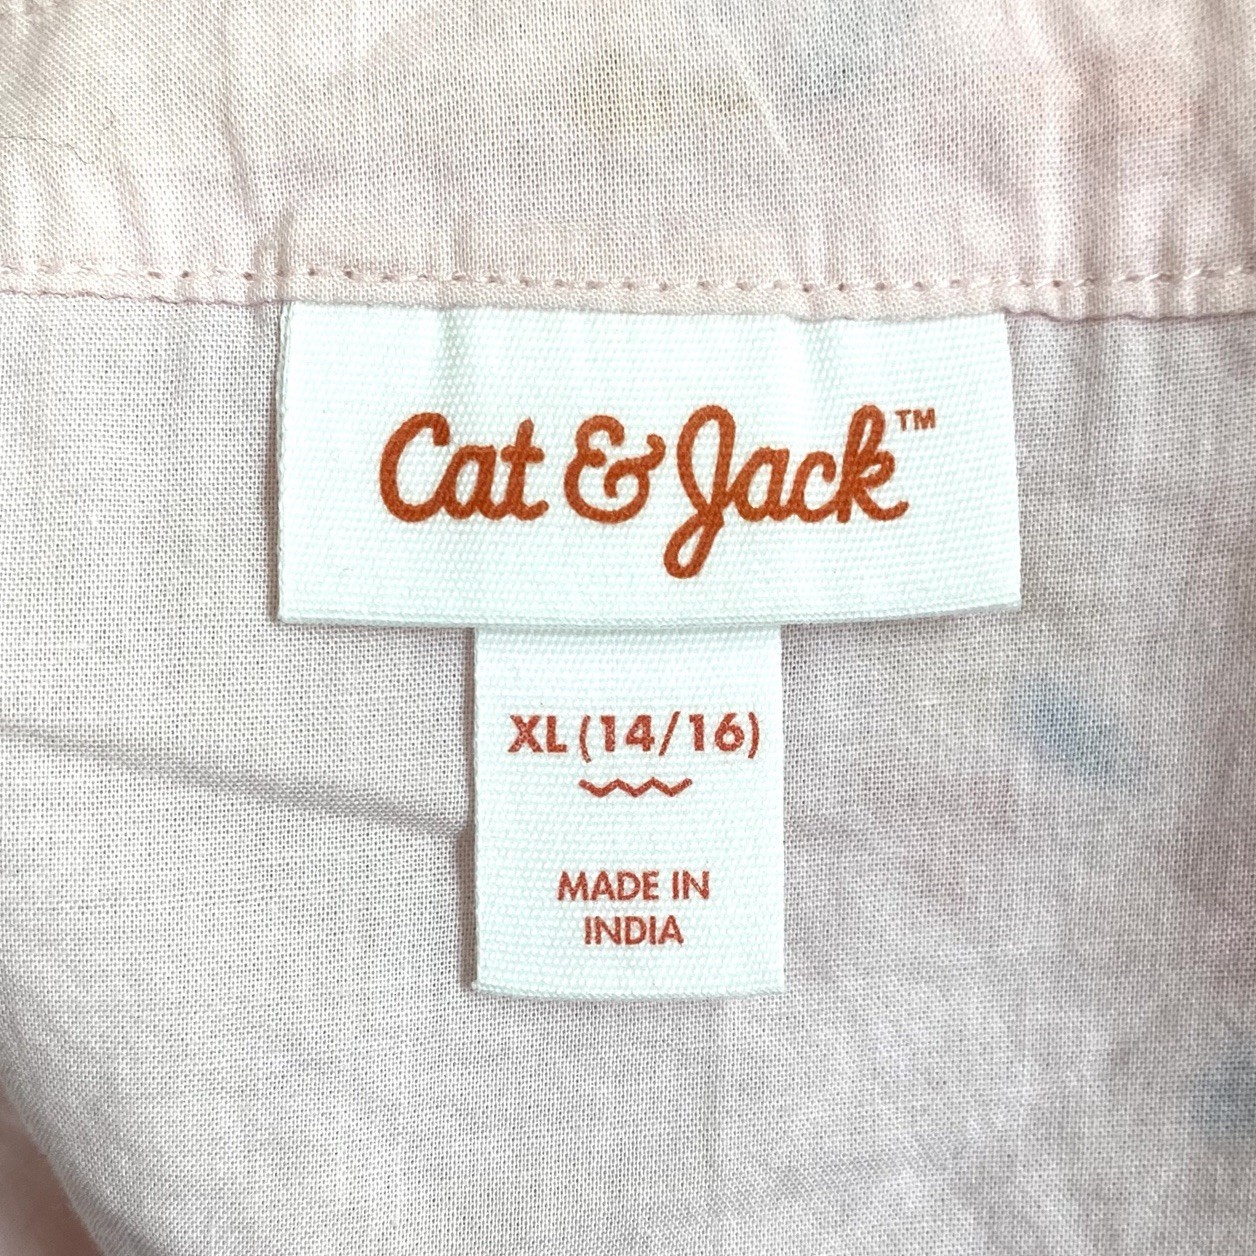 Cat & Jack™
XL (14/16)
MADE IN
INDIA